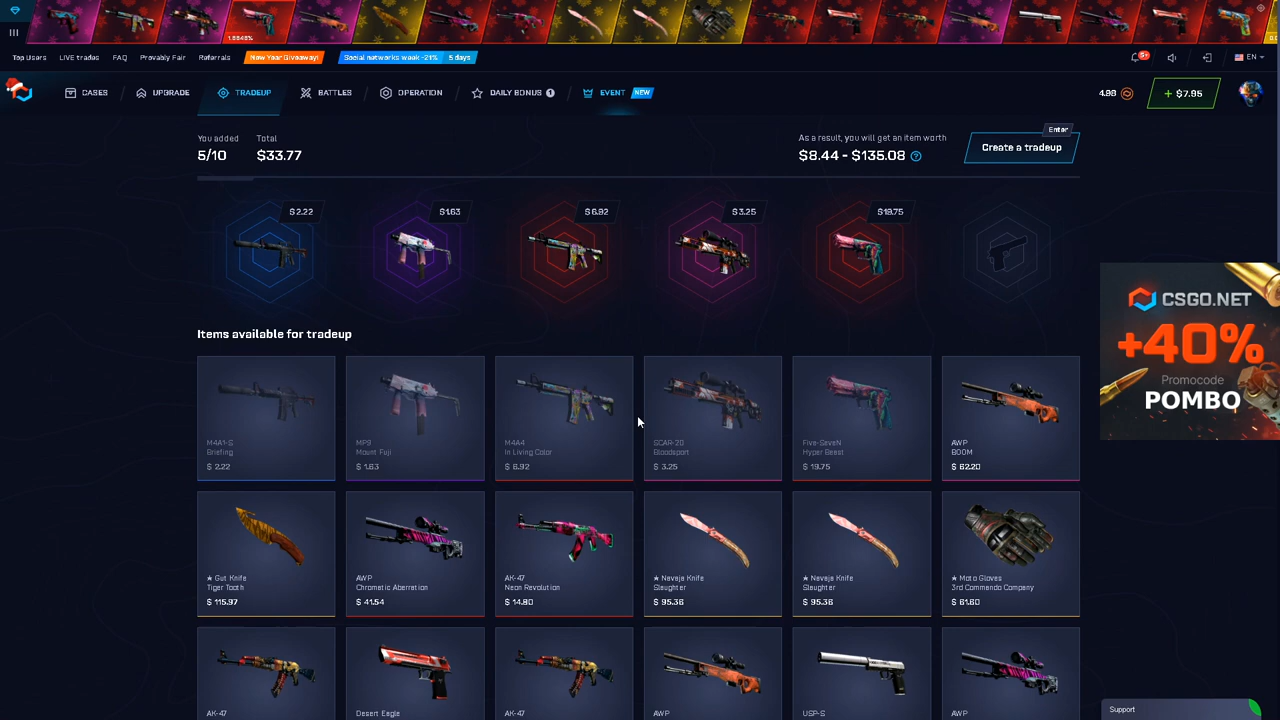 1.8848%
Top Users
LIVE trades
FAQ
Provably Fair
Referrals
New Year Giveaway!
Social networks week -21%
5 days
5+
EN
CASES
UPGRADE
TRADEUP
BATTLES
OPERATION
DAILY BONUS 1
EVENT NEW
4.98
+ $7.95
You added
5/10
Total
$33.77
As a result, you will get an item worth
$8.44 - $135.08 ?
Enter
Create a tradeup
$ 2.22
$1.63
$ 6.92
$ 3.25
$19.75
Items available for tradeup
M4A1-S
Briefing
$ 2.22
MP9
Mount Fuji
$ 1.63
M4A4
In Living Color
$ 6.92
SCAR-20
Bloodsport
$ 3.25
Five-SeveN
Hyper Beast
$ 19.75
AWP
BOOM
$ 62.20
★ Gut Knife
Tiger Tooth
$ 115.97
AWP
Chromatic Aberration
$ 41.54
AK-47
Neon Revolution
$ 14.80
★ Navaja Knife
Slaughter
$ 95.36
★ Navaja Knife
Slaughter
$ 95.36
★ Moto Gloves
3rd Commando Company
$ 61.60
AK-47
Desert Eagle
AK-47
AWP
USP-S
AWP
CSGO.NET
+40%
Promocode
POMBO
Support